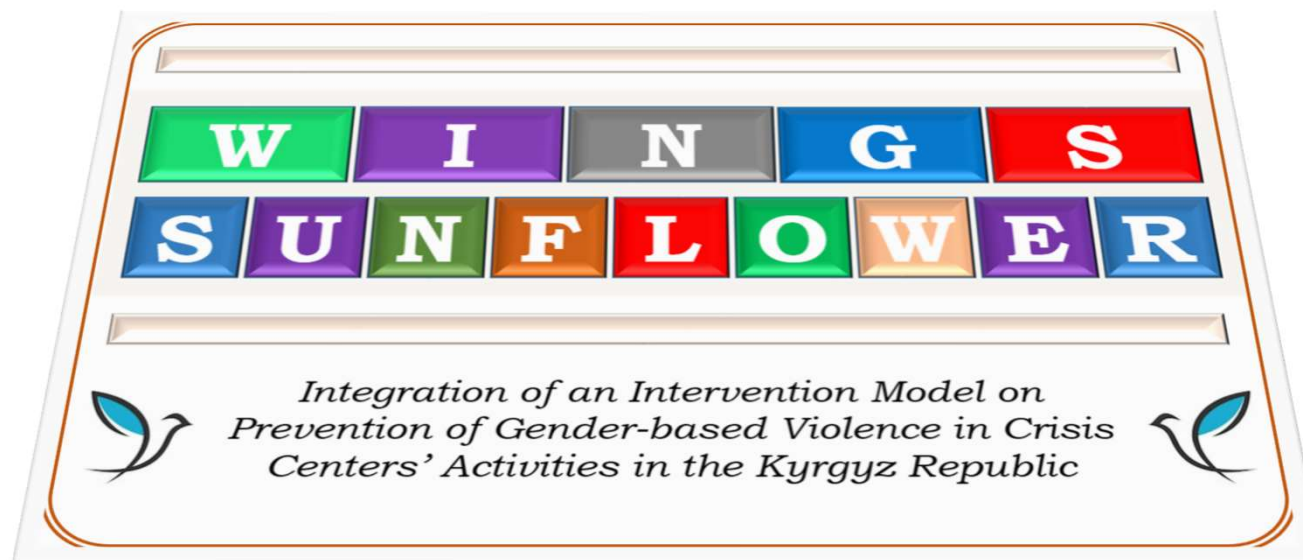 WINGS
SUNFLOWER
Integration of an Intervention Model on
Prevention of Gender-based Violence in Crisis
Centers’ Activities in the Kyrgyz Republic